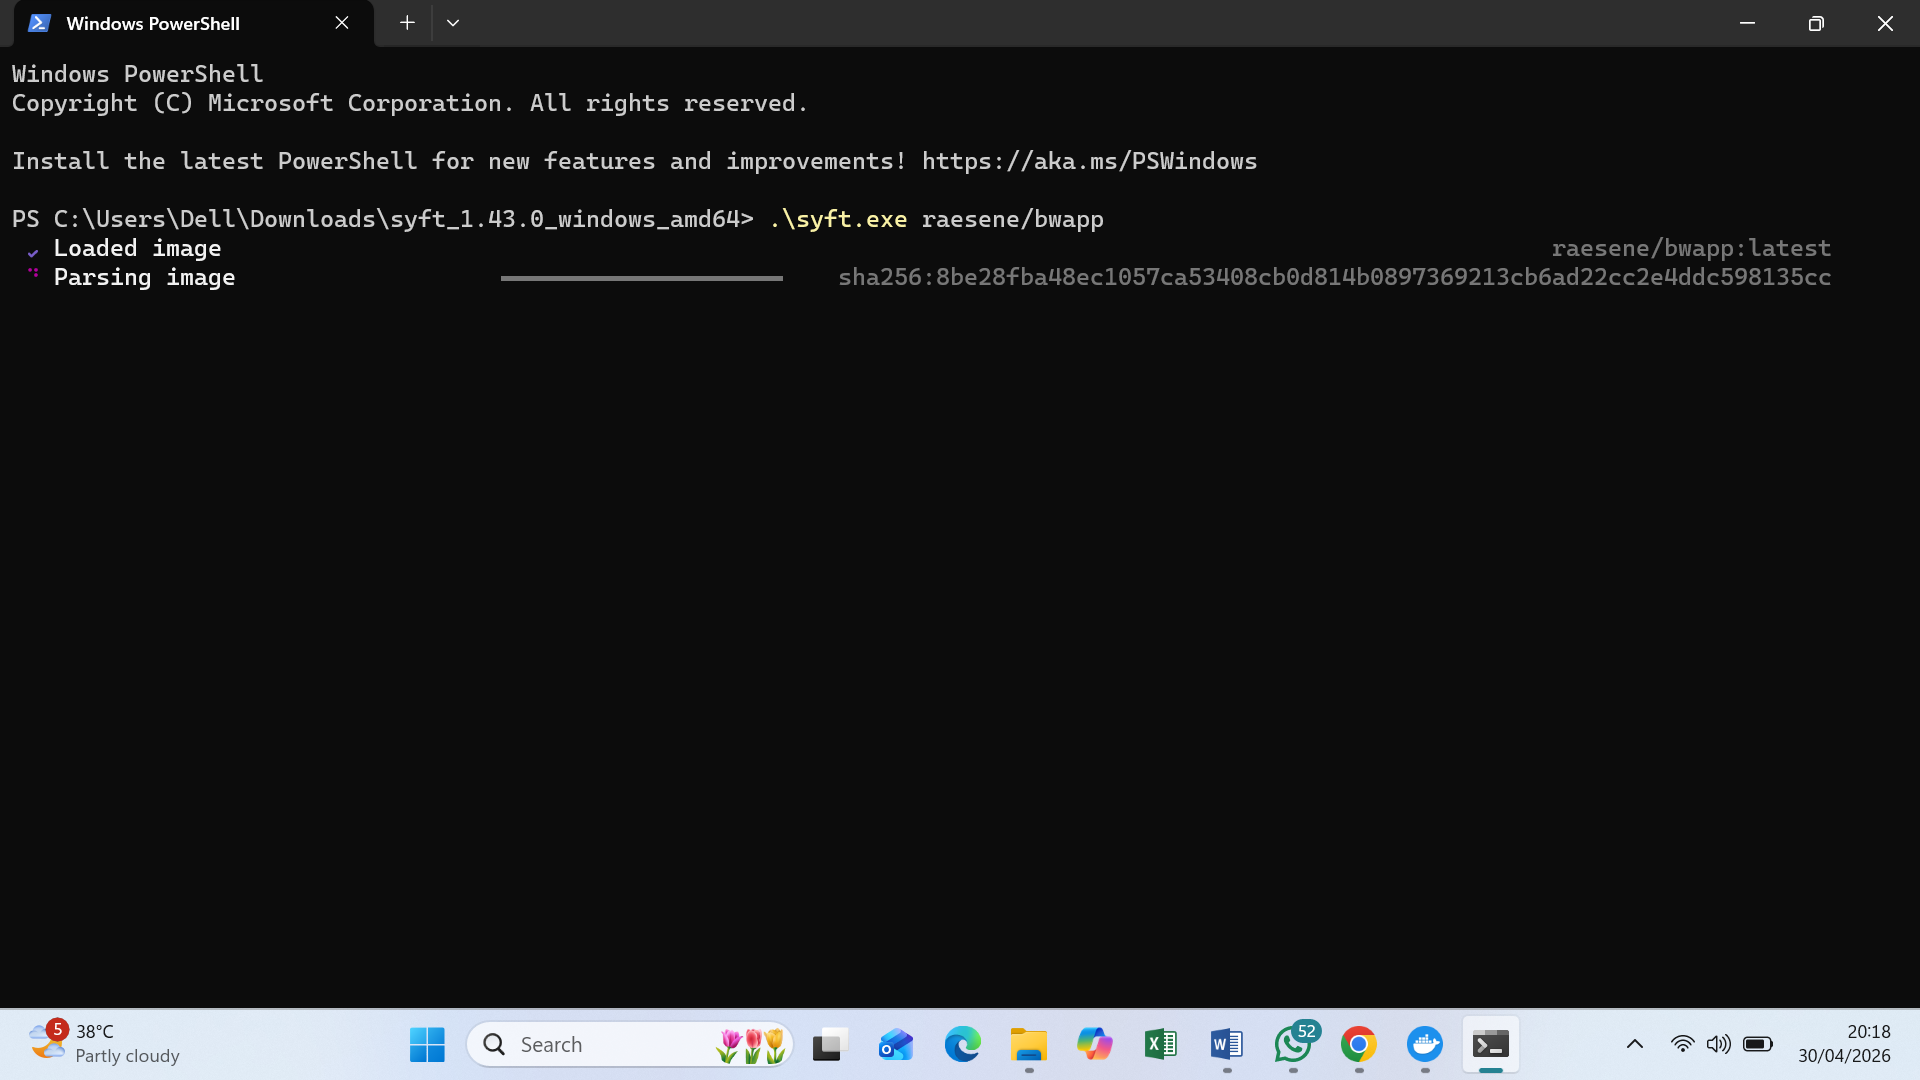 Windows PowerShell
Windows PowerShell
Copyright (C) Microsoft Corporation. All rights reserved.
Install the latest PowerShell for new features and improvements! https://aka.ms/PSWindows
PS C:\Users\Dell\Downloads\syft_1.43.0_windows_amd64> .\syft.exe raesene/bwapp
✔ Loaded image raesene/bwapp:latest
Parsing image sha256:8be28fba48ec1057ca53408cb0d814b0897369213cb6ad22cc2e4ddc598135cc
5
38°C
Partly cloudy
Search
52
20:18
30/04/2026